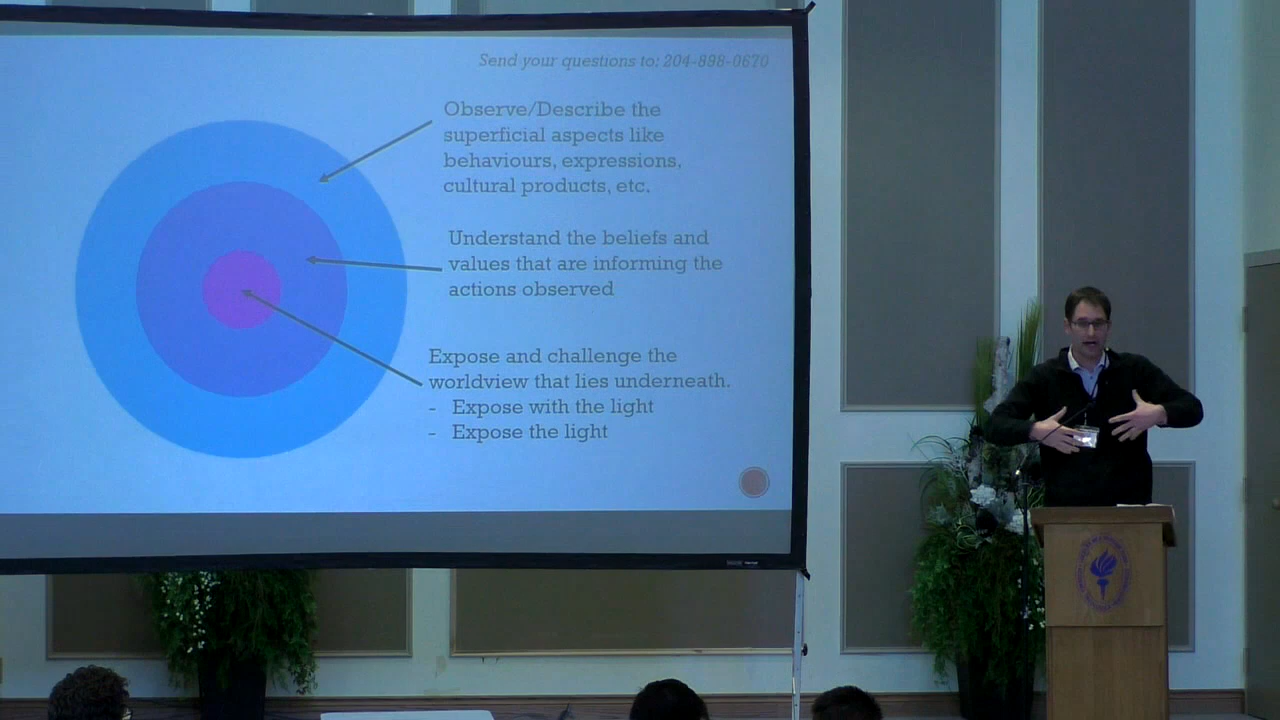 Send your questions to: 204-898-0670
Observe/Describe the
superficial aspects like
behaviours, expressions,
cultural products, etc.
Understand the beliefs and
values that are informing the
actions observed
Expose and challenge the
worldview that lies underneath.
- Expose with the light
- Expose the light